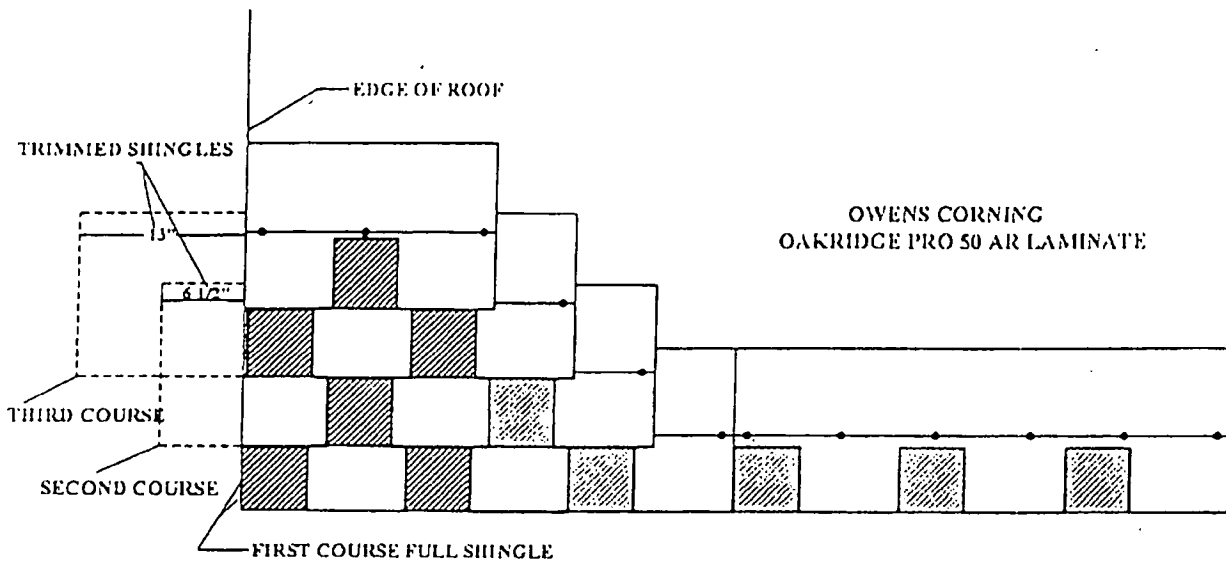 EDGE OF ROOF
TRIMMED SHINGLES
OWENS CORNING
OAKRIDGE PRO 50 AR LAMINATE
13"
6 1/2"
THIRD COURSE
SECOND COURSE
FIRST COURSE FULL SHINGLE